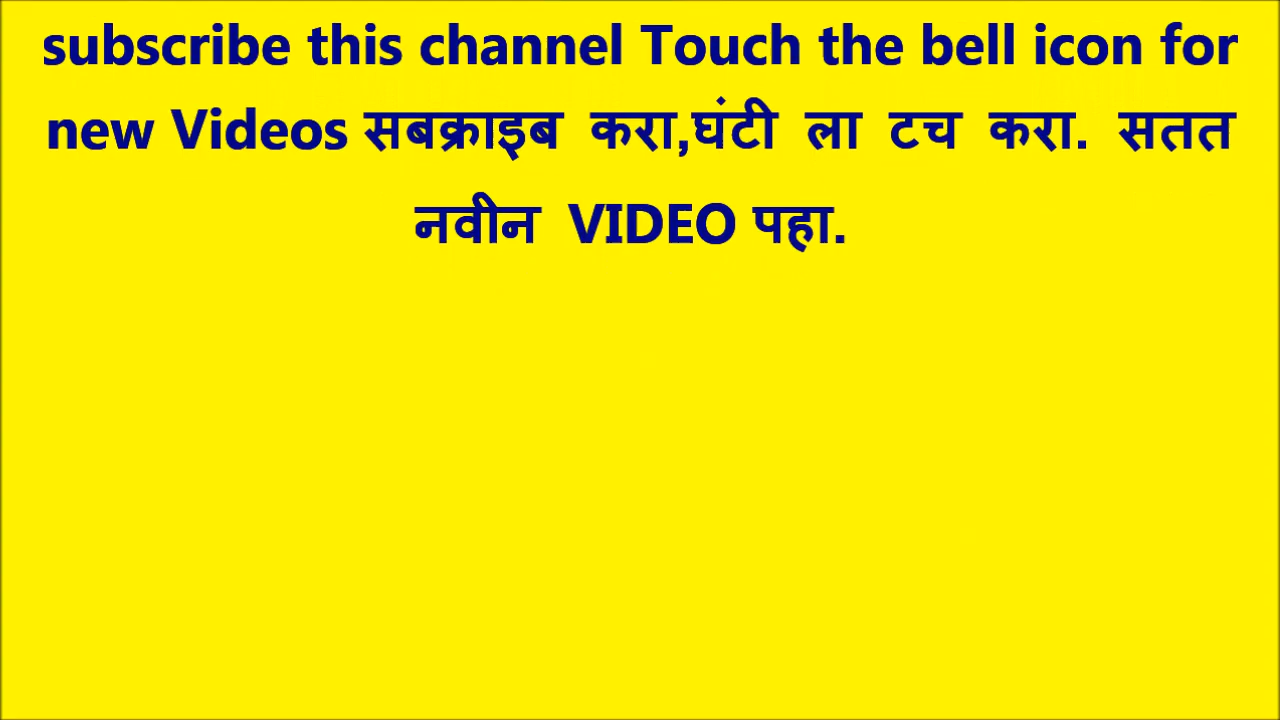 subscribe this channel Touch the bell icon for
new Videos सबक्राइब करा,घंटी ला टच करा. सतत
नवीन VIDEO पहा.